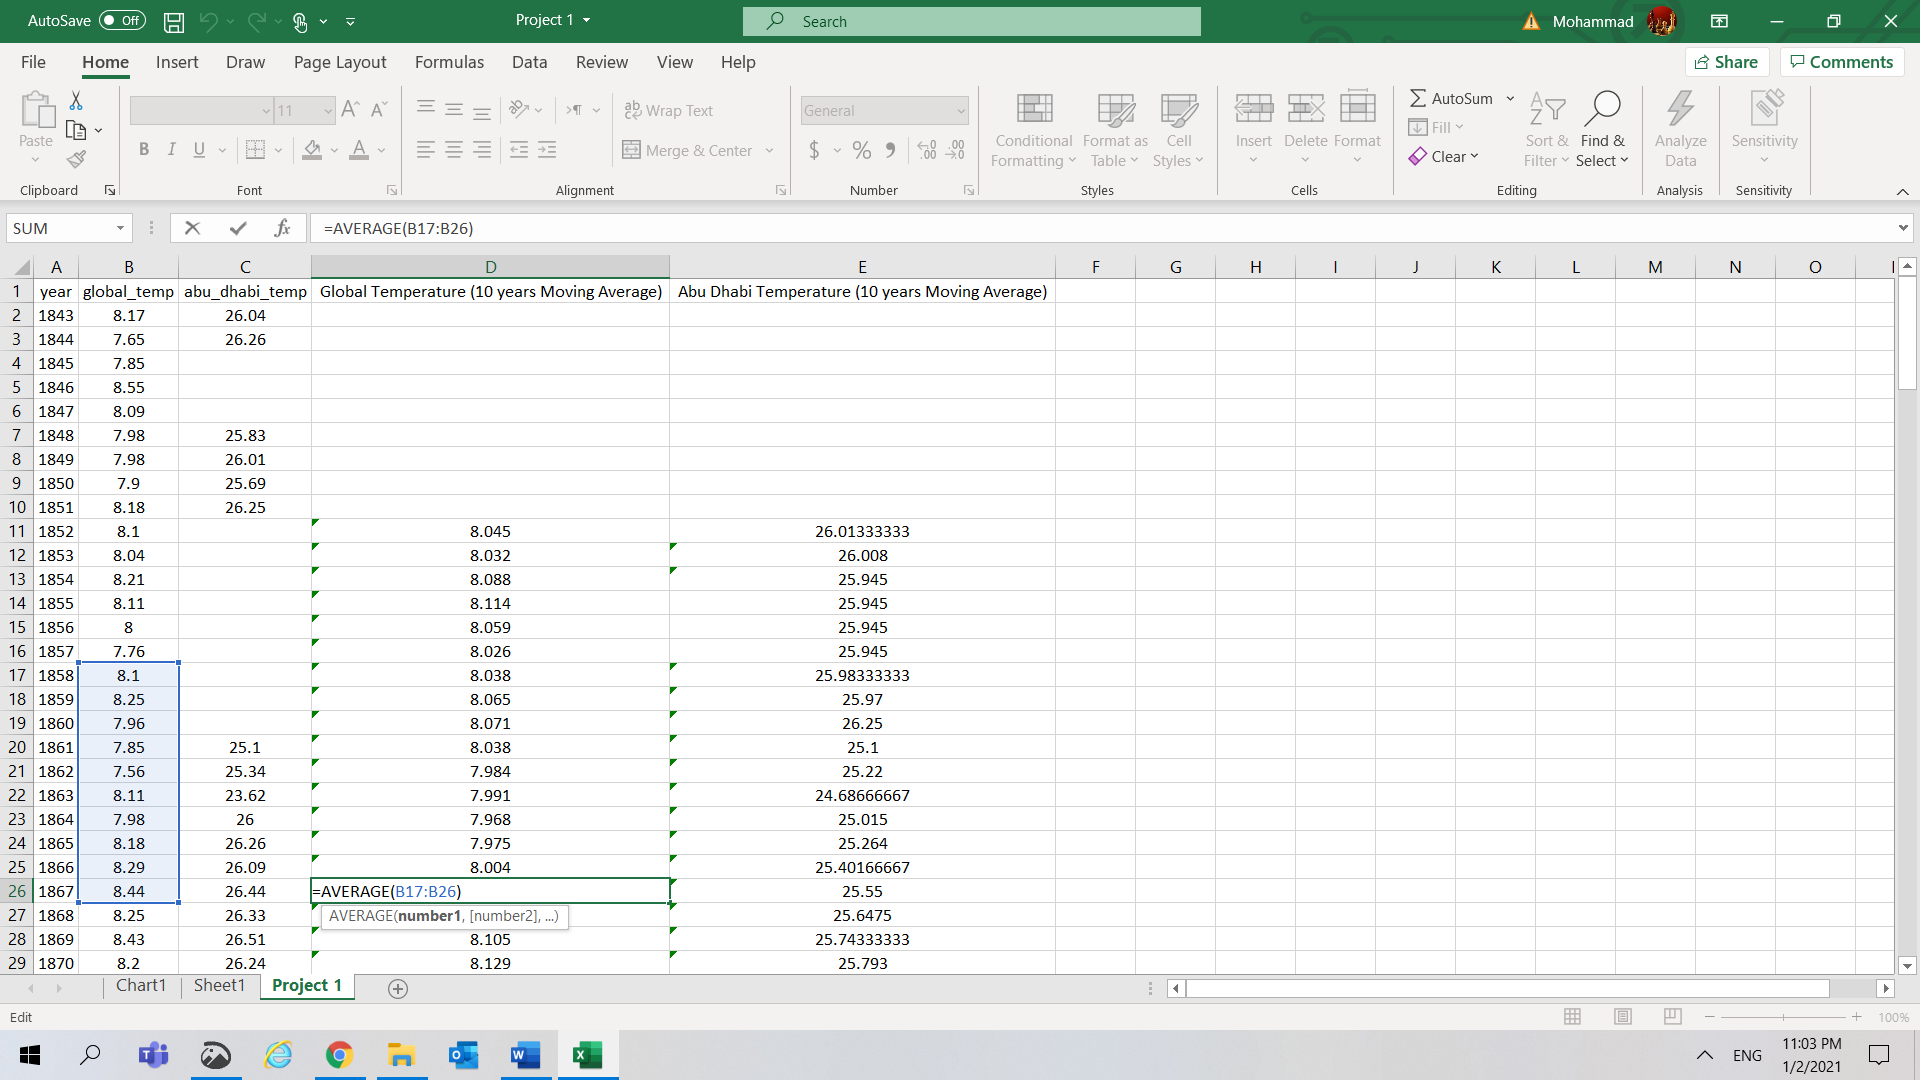 AutoSave Off Project 1 Search Mohammad
File Home Insert Draw Page Layout Formulas Data Review View Help Share Comments
Paste 11 Wrap Text General Conditional Formatting Format as Table Cell Styles Insert Delete Format AutoSum Fill Clear Sort & Filter Find & Select Analyze Data Sensitivity
B I U A Merge & Center $ %
Clipboard Font Alignment Number Styles Cells Editing Analysis Sensitivity
SUM fx =AVERAGE(B17:B26)
A B C D E F G H I J K L M N O
1 year global_temp abu_dhabi_temp Global Temperature (10 years Moving Average) Abu Dhabi Temperature (10 years Moving Average)
2 1843 8.17 26.04
3 1844 7.65 26.26
4 1845 7.85
5 1846 8.55
6 1847 8.09
7 1848 7.98 25.83
8 1849 7.98 26.01
9 1850 7.9 25.69
10 1851 8.18 26.25
11 1852 8.1 8.045 26.01333333
12 1853 8.04 8.032 26.008
13 1854 8.21 8.088 25.945
14 1855 8.11 8.114 25.945
15 1856 8 8.059 25.945
16 1857 7.76 8.026 25.945
17 1858 8.1 8.038 25.98333333
18 1859 8.25 8.065 25.97
19 1860 7.96 8.071 26.25
20 1861 7.85 25.1 8.038 25.1
21 1862 7.56 25.34 7.984 25.22
22 1863 8.11 23.62 7.991 24.68666667
23 1864 7.98 26 7.968 25.015
24 1865 8.18 26.26 7.975 25.264
25 1866 8.29 26.09 8.004 25.40166667
26 1867 8.44 26.44 =AVERAGE(B17:B26) 25.55
27 1868 8.25 26.33 AVERAGE(number1, [number2], ...) 25.6475
28 1869 8.43 26.51 8.105 25.74333333
29 1870 8.2 26.24 8.129 25.793
Chart1 Sheet1 Project 1
Edit 100%
ENG 11:03 PM
1/2/2021